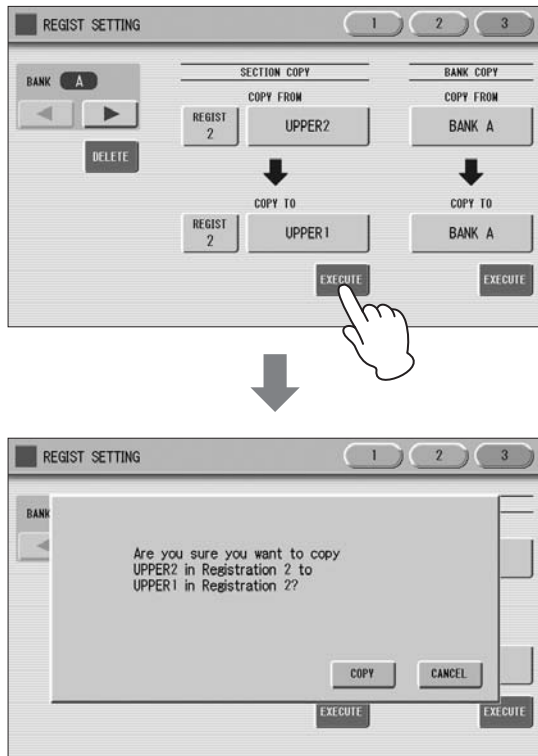 REGIST SETTING
1 2 3
BANK A
DELETE
SECTION COPY
COPY FROM
REGIST 2
UPPER2
COPY TO
REGIST 2
UPPER1
EXECUTE
BANK COPY
COPY FROM
BANK A
COPY TO
BANK A
EXECUTE
REGIST SETTING
1 2 3
BANK
Are you sure you want to copy
UPPER2 in Registration 2 to
UPPER1 in Registration 2?
COPY CANCEL
EXECUTE EXECUTE